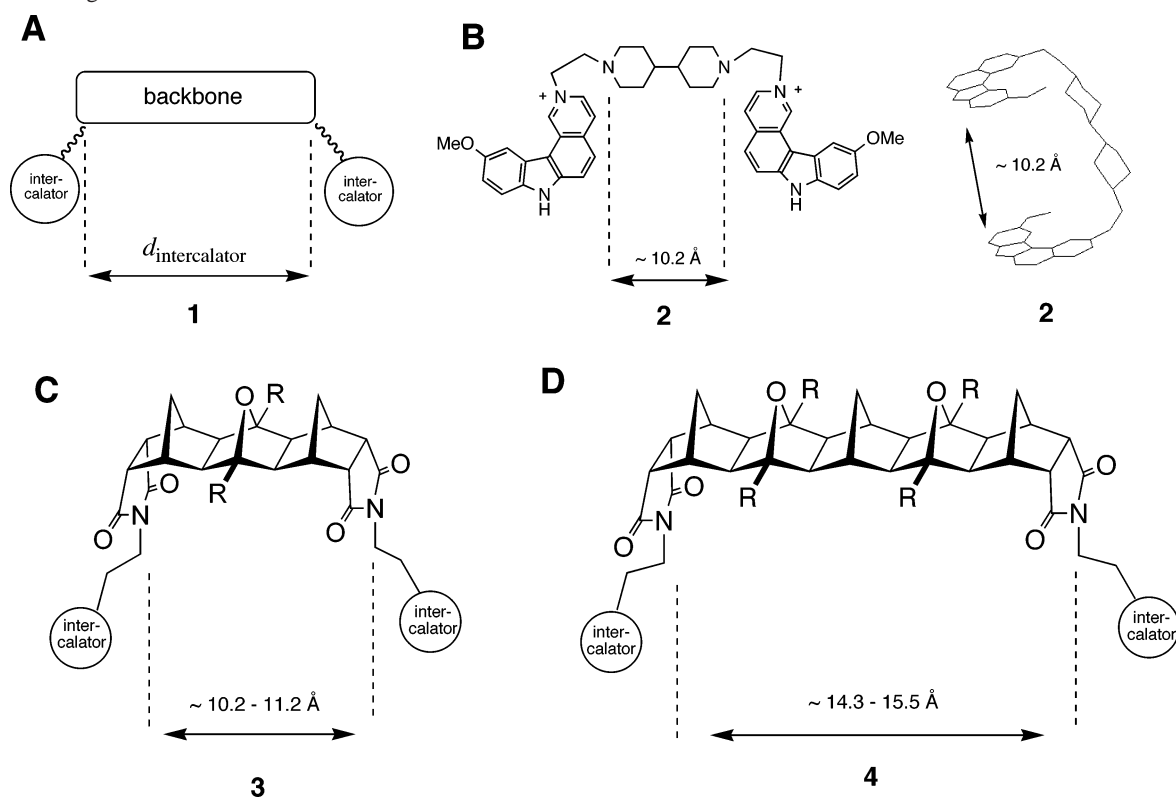 A
backbone
inter-
calator
inter-
calator
d intercalator
1
B
N
N
+
N
N
+
MeO
OMe
N
H
N
H
~ 10.2 Å
2
~ 10.2 Å
2
C
O
R
R
O
N
O
O
N
O
inter-
calator
inter-
calator
~ 10.2 - 11.2 Å
3
D
O
R
O
R
R
R
O
N
O
O
N
O
inter-
calator
inter-
calator
~ 14.3 - 15.5 Å
4